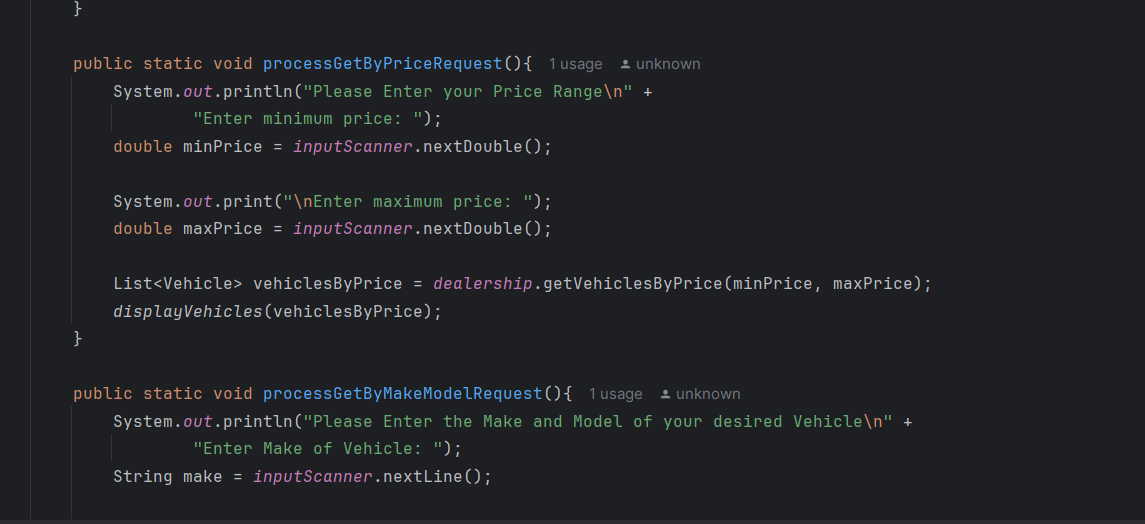 }
public static void processGetByPriceRequest(){ 1 usage unknown
System.out.println("Please Enter your Price Range\n" +
"Enter minimum price: ");
double minPrice = inputScanner.nextDouble();
System.out.print("\nEnter maximum price: ");
double maxPrice = inputScanner.nextDouble();
List<Vehicle> vehiclesByPrice = dealership.getVehiclesByPrice(minPrice, maxPrice);
displayVehicles(vehiclesByPrice);
}
public static void processGetByMakeModelRequest(){ 1 usage unknown
System.out.println("Please Enter the Make and Model of your desired Vehicle\n" +
"Enter Make of Vehicle: ");
String make = inputScanner.nextLine();